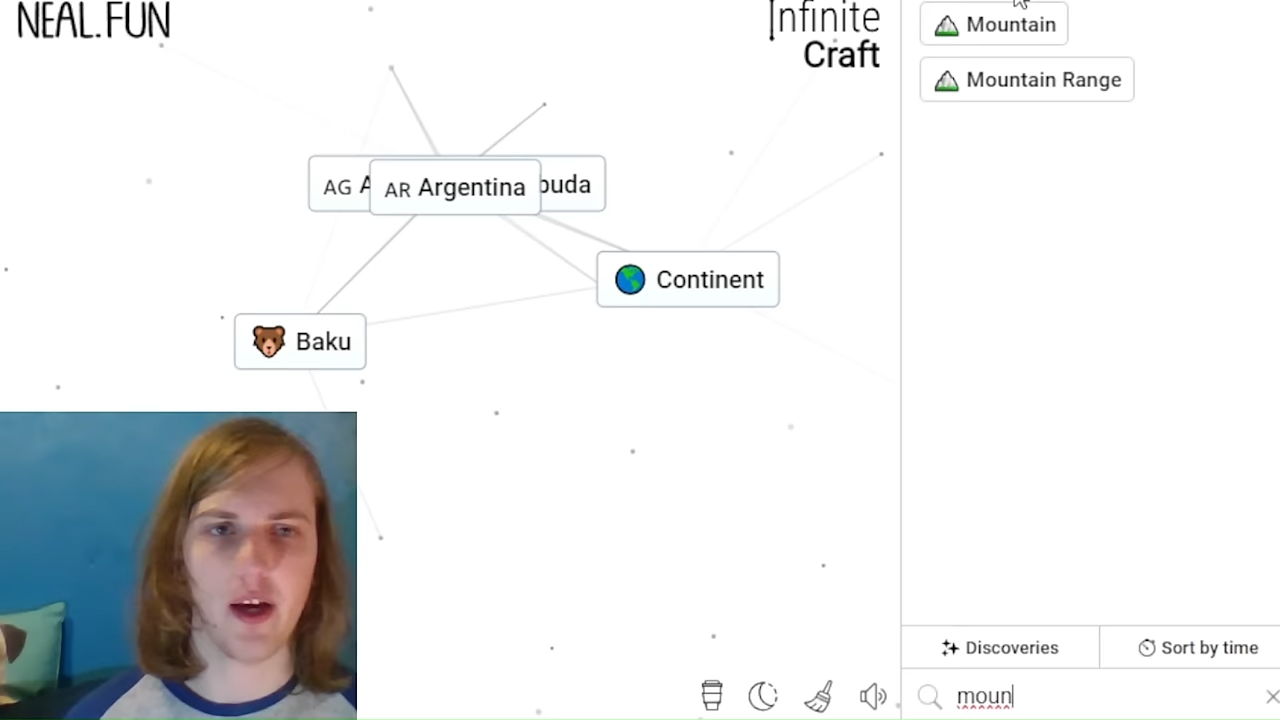 NEAL.FUN
Infinite
Craft
Mountain
Mountain Range
AG A
AR Argentina
buda
Continent
Baku
Discoveries
Sort by time
moun